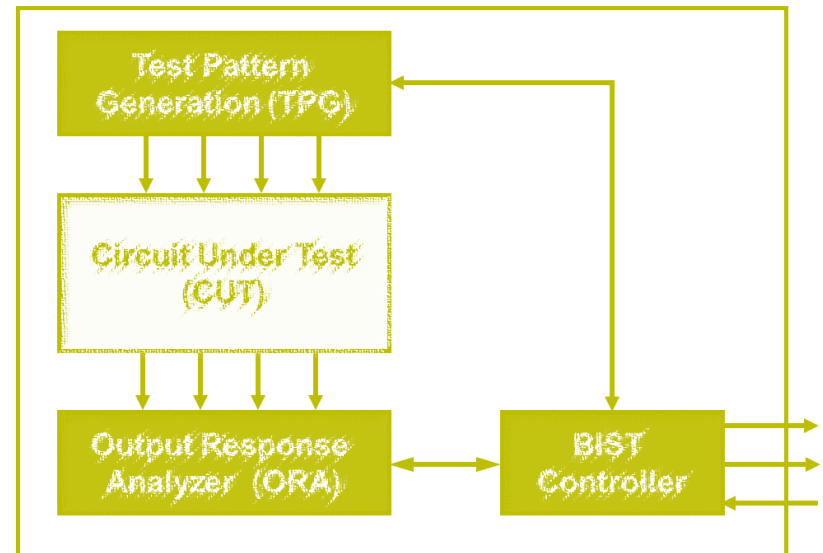 Test Pattern
Generation (TPG)
Circuit Under Test
(CUT)
Output Response
Analyzer (ORA)
BIST
Controller